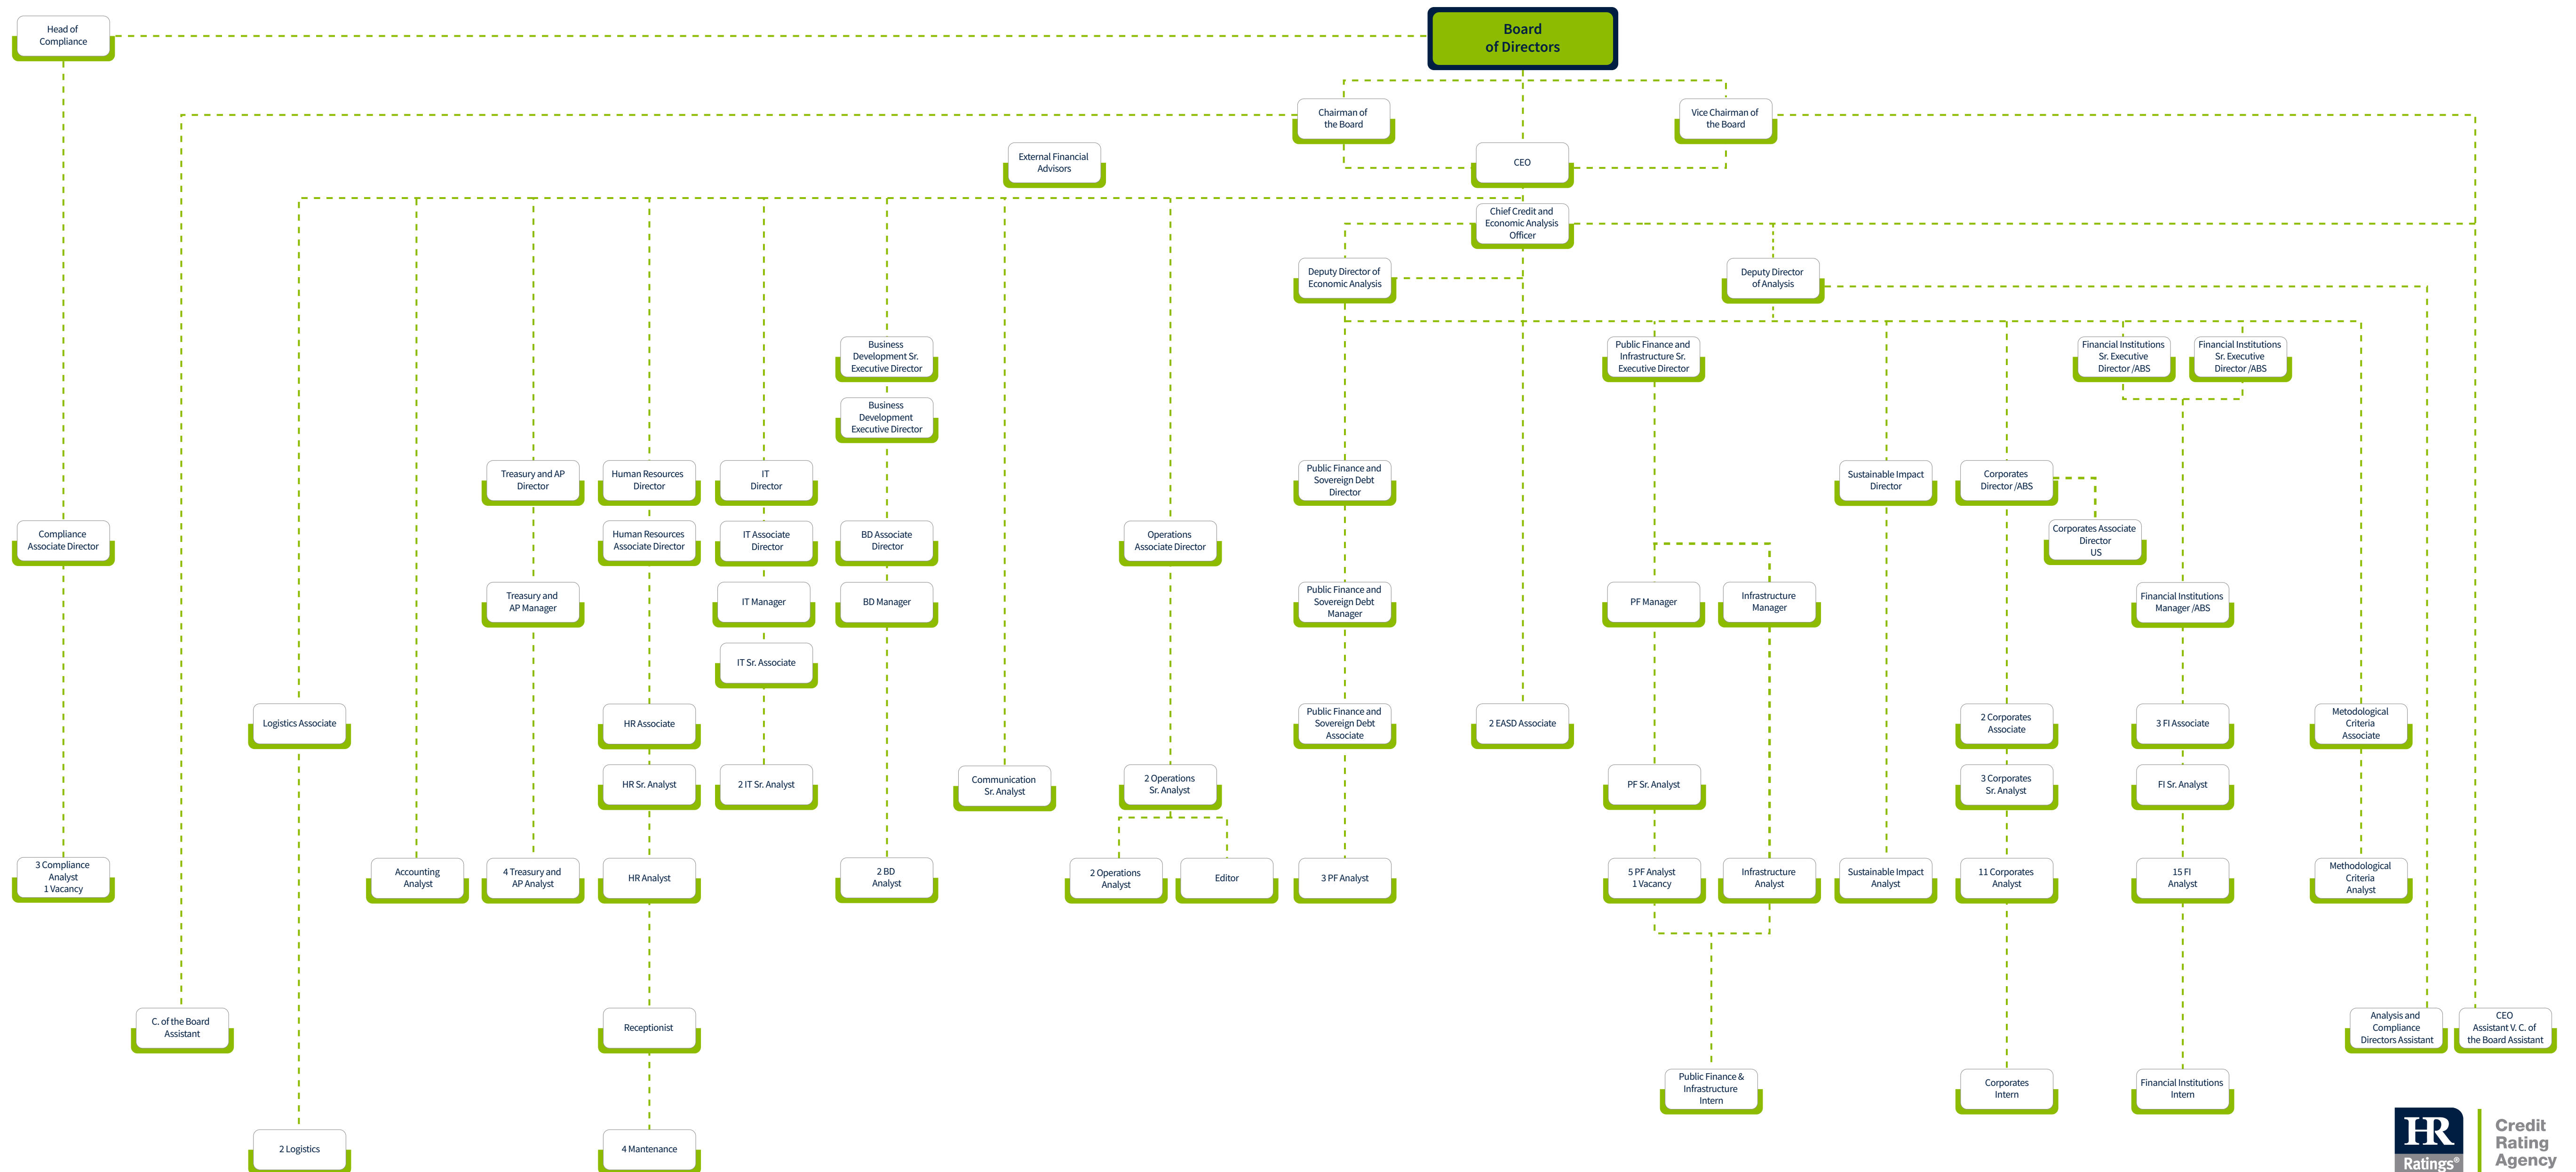 Head of
Compliance
Board
of Directors
Chairman of
the Board
Vice Chairman of
the Board
External Financial
Advisors
CEO
Chief Credit and
Economic Analysis
Officer
Deputy Director of
Economic Analysis
Deputy Director
of Analysis
Business
Development Sr.
Executive Director
Public Finance and
Infrastructure Sr.
Executive Director
Financial Institutions
Sr. Executive
Director /ABS
Financial Institutions
Sr. Executive
Director /ABS
Business
Development
Executive Director
Treasury and AP
Director
Human Resources
Director
IT
Director
Public Finance and
Sovereign Debt
Director
Sustainable Impact
Director
Corporates
Director /ABS
Compliance
Associate Director
Human Resources
Associate Director
IT Associate
Director
BD Associate
Director
Operations
Associate Director
Corporates Associate
Director
US
Treasury and
AP Manager
IT Manager
BD Manager
Public Finance and
Sovereign Debt
Manager
PF Manager
Infrastructure
Manager
Financial Institutions
Manager /ABS
IT Sr. Associate
Logistics Associate
HR Associate
Public Finance and
Sovereign Debt
Associate
2 EASD Associate
2 Corporates
Associate
3 FI Associate
Metodological
Criteria
Associate
HR Sr. Analyst
2 IT Sr. Analyst
Communication
Sr. Analyst
2 Operations
Sr. Analyst
PF Sr. Analyst
3 Corporates
Sr. Analyst
FI Sr. Analyst
3 Compliance
Analyst
1 Vacancy
Accounting
Analyst
4 Treasury and
AP Analyst
HR Analyst
2 BD
Analyst
2 Operations
Analyst
Editor
3 PF Analyst
5 PF Analyst
1 Vacancy
Infrastructure
Analyst
Sustainable Impact
Analyst
11 Corporates
Analyst
15 FI
Analyst
Methodological
Criteria
Analyst
C. of the Board
Assistant
Receptionist
Analysis and
Compliance
Directors Assistant
CEO
Assistant V. C. of
the Board Assistant
Public Finance &
Infrastructure
Intern
Corporates
Intern
Financial Institutions
Intern
2 Logistics
4 Mantenance
HR
Ratings®
Credit
Rating
Agency